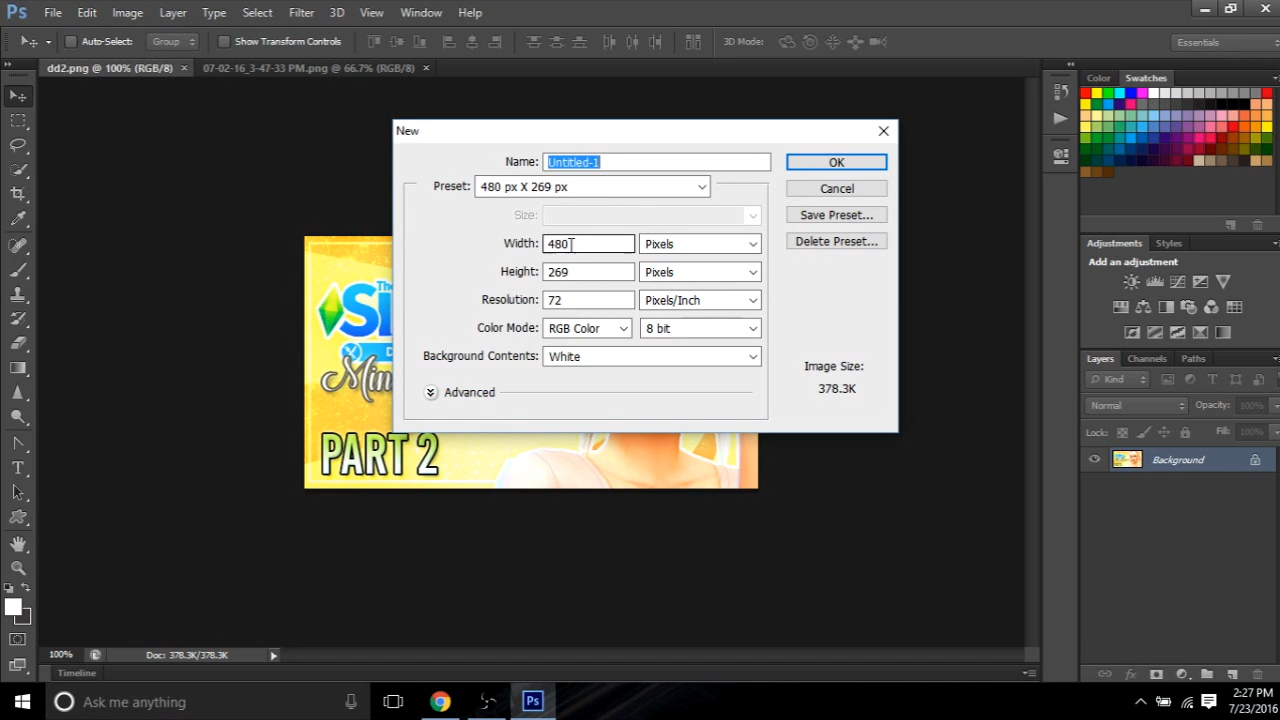 Ps File Edit Image Layer Type Select Filter 3D View Window Help
Auto-Select: Group Show Transform Controls 3D Mode: Essentials
dd2.png @ 100% (RGB/8) × 07-02-16_3-47-33 PM.png @ 66.7% (RGB/8) ×
Color Swatches
New
Name: Untitled-1 OK
Preset: 480 px X 269 px Cancel
Size: Save Preset...
Width: 480 Pixels Delete Preset...
Height: 269 Pixels
Resolution: 72 Pixels/Inch
Color Mode: RGB Color 8 bit
Background Contents: White
Image Size:
378.3K
Advanced
The
PART 2
Adjustments Styles
Add an adjustment
Layers Channels Paths
Kind
Normal Opacity: 100%
Lock: Fill: 100%
Background
100% Doc: 378.3K/378.3K
Timeline
Ask me anything
Ps
2:27 PM
7/23/2016